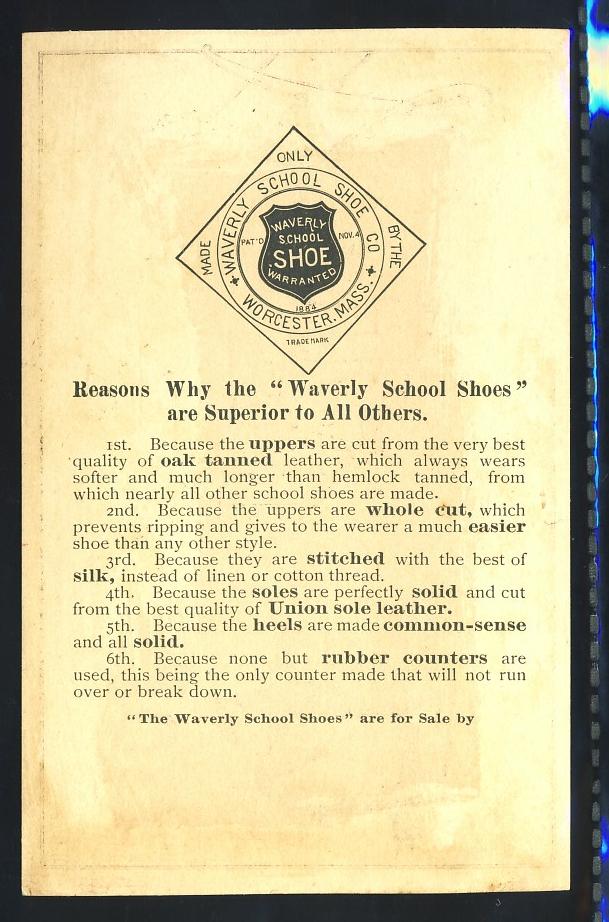 ONLY
MADE
BY THE
WAVERLY SCHOOL SHOE CO
WORCESTER. MASS.
PAT'D
NOV. 4
1884
WAVERLY
SCHOOL
SHOE
WARRANTED
TRADE MARK
Reasons Why the “Waverly School Shoes”
are Superior to All Others.
1st. Because the uppers are cut from the very best
quality of oak tanned leather, which always wears
softer and much longer than hemlock tanned, from
which nearly all other school shoes are made.
2nd. Because the uppers are whole cut, which
prevents ripping and gives to the wearer a much easier
shoe than any other style.
3rd. Because they are stitched with the best of
silk, instead of linen or cotton thread.
4th. Because the soles are perfectly solid and cut
from the best quality of Union sole leather.
5th. Because the heels are made common-sense
and all solid.
6th. Because none but rubber counters are
used, this being the only counter made that will not run
over or break down.
“The Waverly School Shoes” are for Sale by